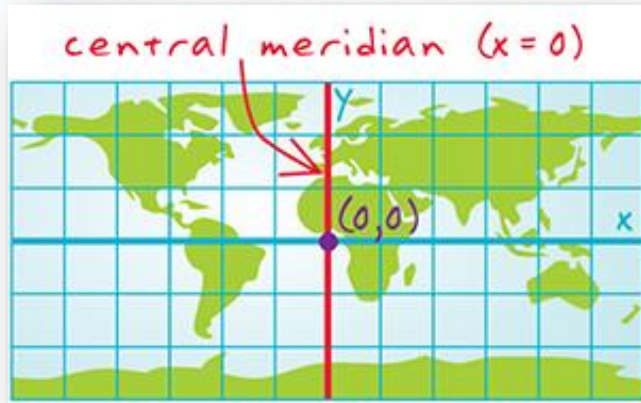 central meridian (x = 0)
y
(0,0)
x